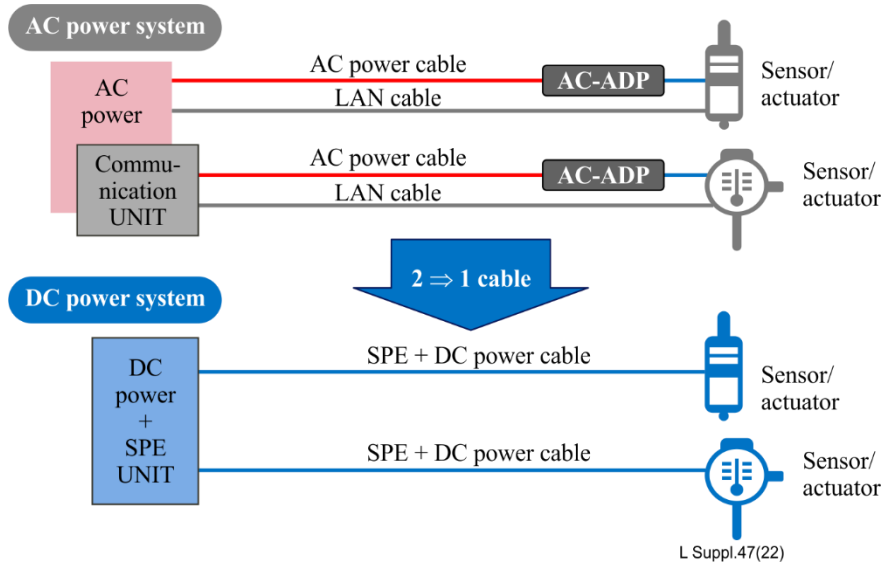 AC power system
AC
power
AC power cable
AC-ADP
LAN cable
Sensor/
actuator
Commu-
nication
UNIT
AC power cable
AC-ADP
LAN cable
Sensor/
actuator
2 ⇒ 1 cable
DC power system
DC
power
+
SPE
UNIT
SPE + DC power cable
Sensor/
actuator
SPE + DC power cable
Sensor/
actuator
L Suppl.47(22)